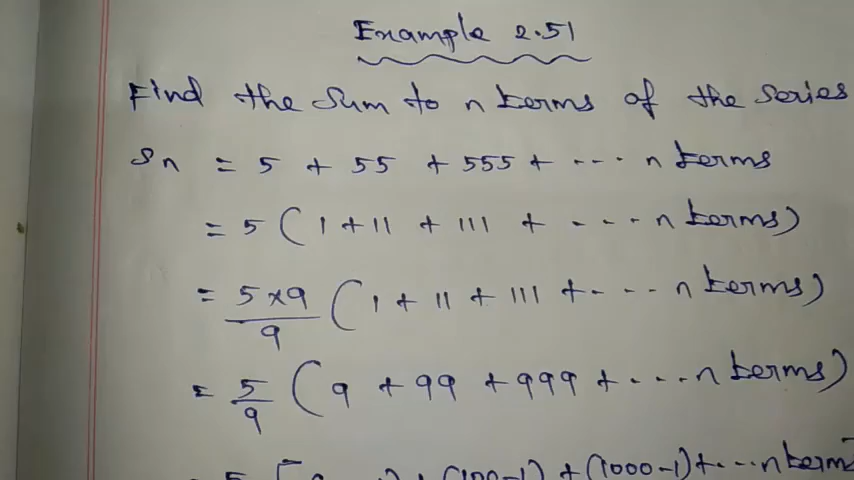 Example 2.51
Find the Sum to n terms of the series
Sn = 5 + 55 + 555 + ... n terms
= 5 ( 1 + 11 + 111 + .... n terms)
= 5×9/9 ( 1 + 11 + 111 + .... n terms)
= 5/9 ( 9 + 99 + 999 + .... n terms)
(100-1) + (1000-1) + ... n terms